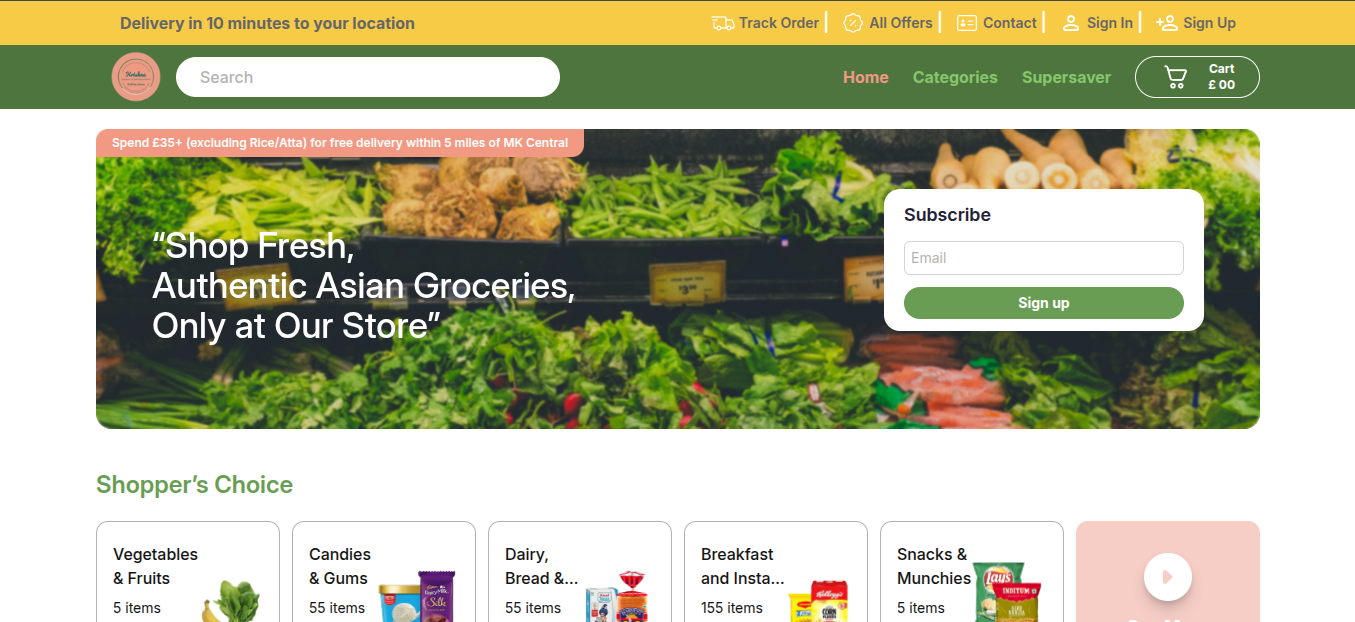 Delivery in 10 minutes to your location
Track Order
All Offers
Contact
Sign In
Sign Up
Search
Home
Categories
Supersaver
Cart
£ 00
Spend £35+ (excluding Rice/Atta) for free delivery within 5 miles of MK Central
“Shop Fresh,
Authentic Asian Groceries,
Only at Our Store”
Subscribe
Email
Sign up
Shopper’s Choice
Vegetables
& Fruits
5 items
Candies
& Gums
55 items
Dairy,
Bread &...
55 items
Breakfast
and Insta...
155 items
Snacks &
Munchies
5 items